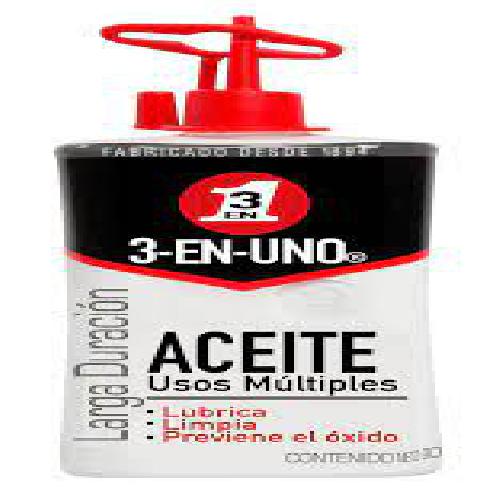 FABRICADO DESDE 1894
3
EN
1
3-EN-UNO®
Larga Duración
ACEITE
Usos Múltiples
• Lubrica
• Limpia
• Previene el óxido
CONTENIDO